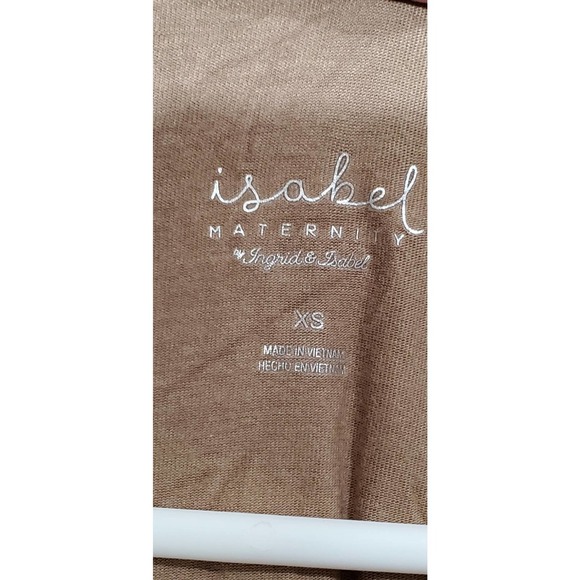 isabel
MATERNITY
by Ingrid & Isabel
XS
MADE IN VIETNAM
HECHO EN VIETNAM